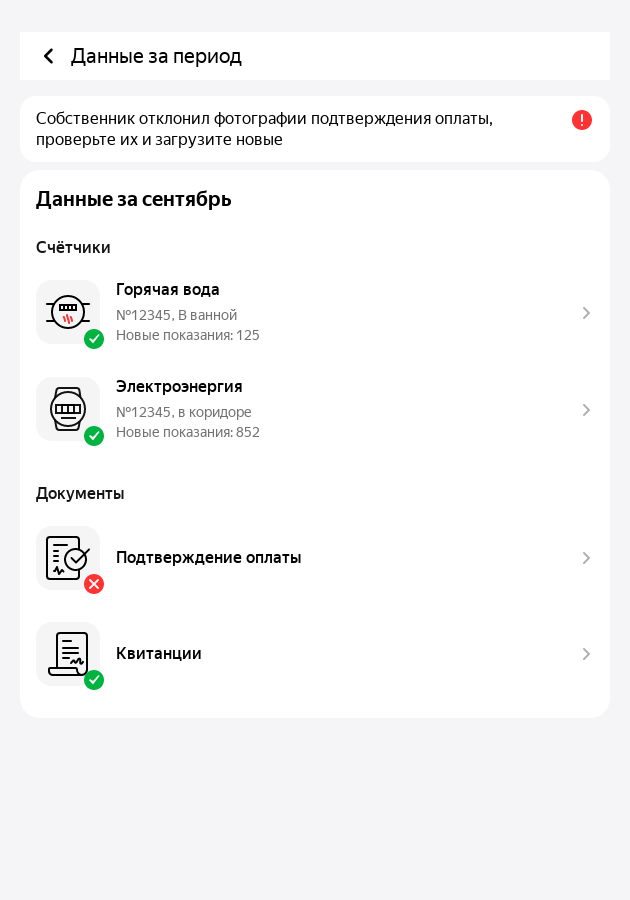 Данные за период
Собственник отклонил фотографии подтверждения оплаты,
проверьте их и загрузите новые
Данные за сентябрь
Счётчики
Горячая вода
№12345, В ванной
Новые показания: 125
Электроэнергия
№12345, в коридоре
Новые показания: 852
Документы
Подтверждение оплаты
Квитанции